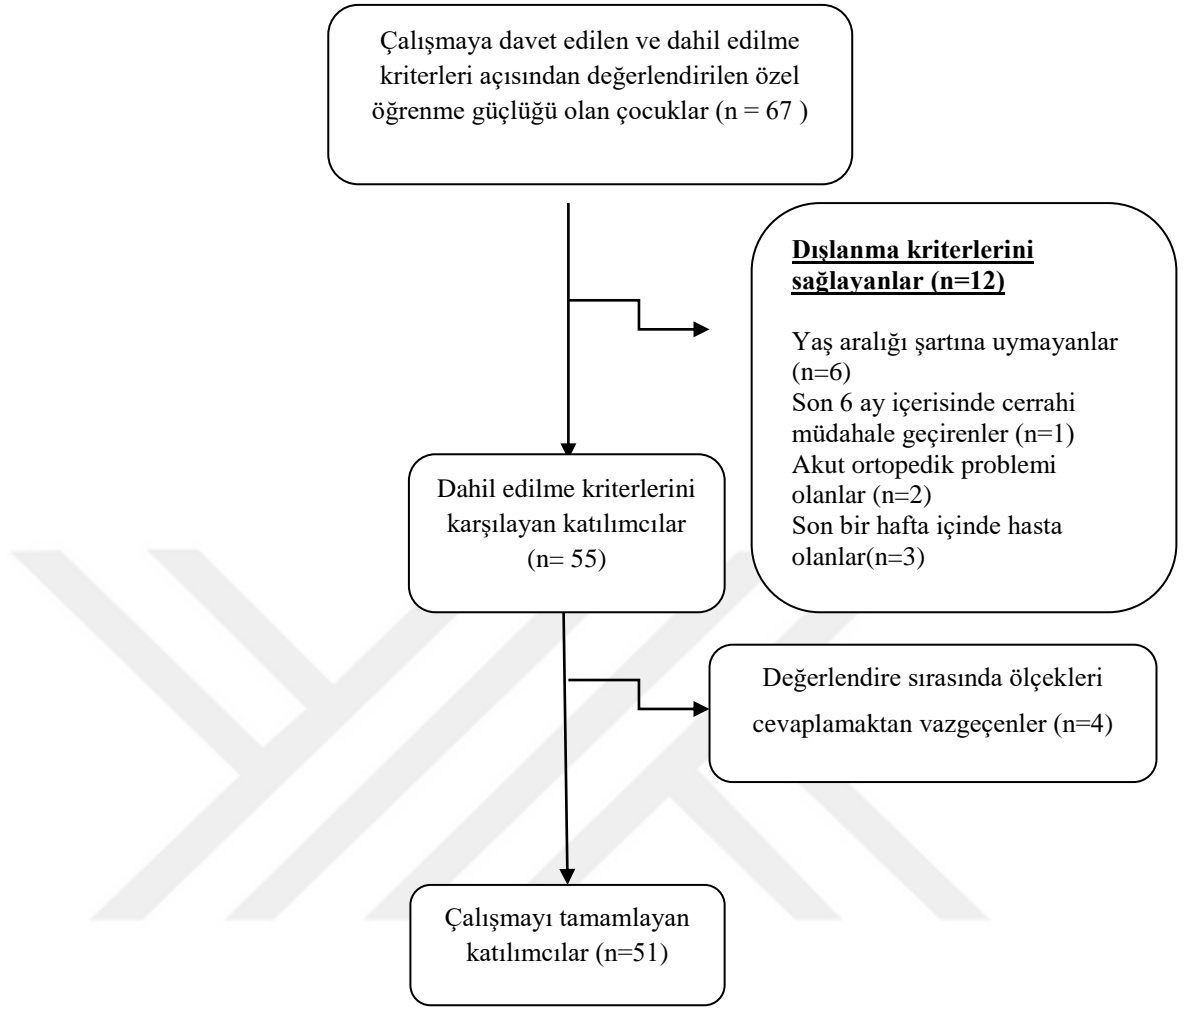 Çalışmaya davet edilen ve dahil edilme
kriterleri açısından değerlendirilen özel
öğrenme güçlüğü olan çocuklar (n = 67 )
Dışlanma kriterlerini
sağlayanlar (n=12)
Yaş aralığı şartına uymayanlar
(n=6)
Son 6 ay içerisinde cerrahi
müdahale geçirenler (n=1)
Akut ortopedik problemi
olanlar (n=2)
Son bir hafta içinde hasta
olanlar(n=3)
Dahil edilme kriterlerini
karşılayan katılımcılar
(n= 55)
Değerlendire sırasında ölçekleri
cevaplamaktan vazgeçenler (n=4)
Çalışmayı tamamlayan
katılımcılar (n=51)